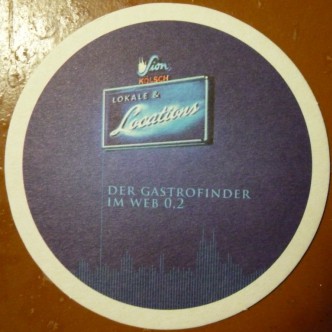 Sion
KÖLSCH
LOKALE &
Locations
DER GASTROFINDER
IM WEB 0.2